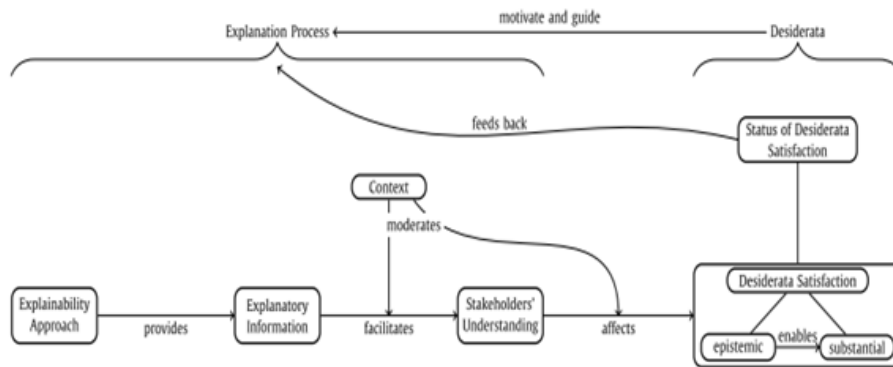 motivate and guide
Explanation Process
Desiderata
feeds back
Status of Desiderata
Satisfaction
Context
moderates
Desiderata Satisfaction
Explainability
Approach
provides
Explanatory
Information
facilitates
Stakeholders'
Understanding
affects
epistemic
enables
substantial